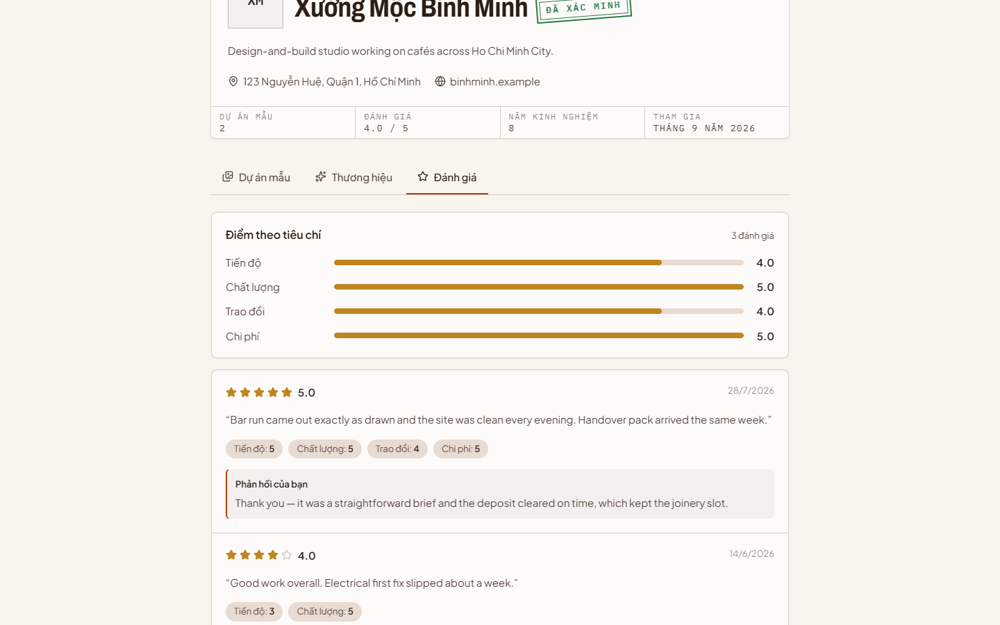 XM
Xưởng Mộc Bình Minh
ĐÃ XÁC MINH
Design-and-build studio working on cafés across Ho Chi Minh City.
123 Nguyễn Huệ, Quận 1, Hồ Chí Minh
binhminh.example
DỰ ÁN MẪU
2
ĐÁNH GIÁ
4.0 / 5
NĂM KINH NGHIỆM
8
THAM GIA
THÁNG 9 NĂM 2026
Dự án mẫu
Thương hiệu
Đánh giá
Điểm theo tiêu chí
3 đánh giá
Tiến độ
4.0
Chất lượng
5.0
Trao đổi
4.0
Chi phí
5.0
5.0
28/7/2026
“Bar run came out exactly as drawn and the site was clean every evening. Handover pack arrived the same week.”
Tiến độ: 5
Chất lượng: 5
Trao đổi: 4
Chi phí: 5
Phản hồi của bạn
Thank you — it was a straightforward brief and the deposit cleared on time, which kept the joinery slot.
4.0
14/6/2026
“Good work overall. Electrical first fix slipped about a week.”
Tiến độ: 3
Chất lượng: 5